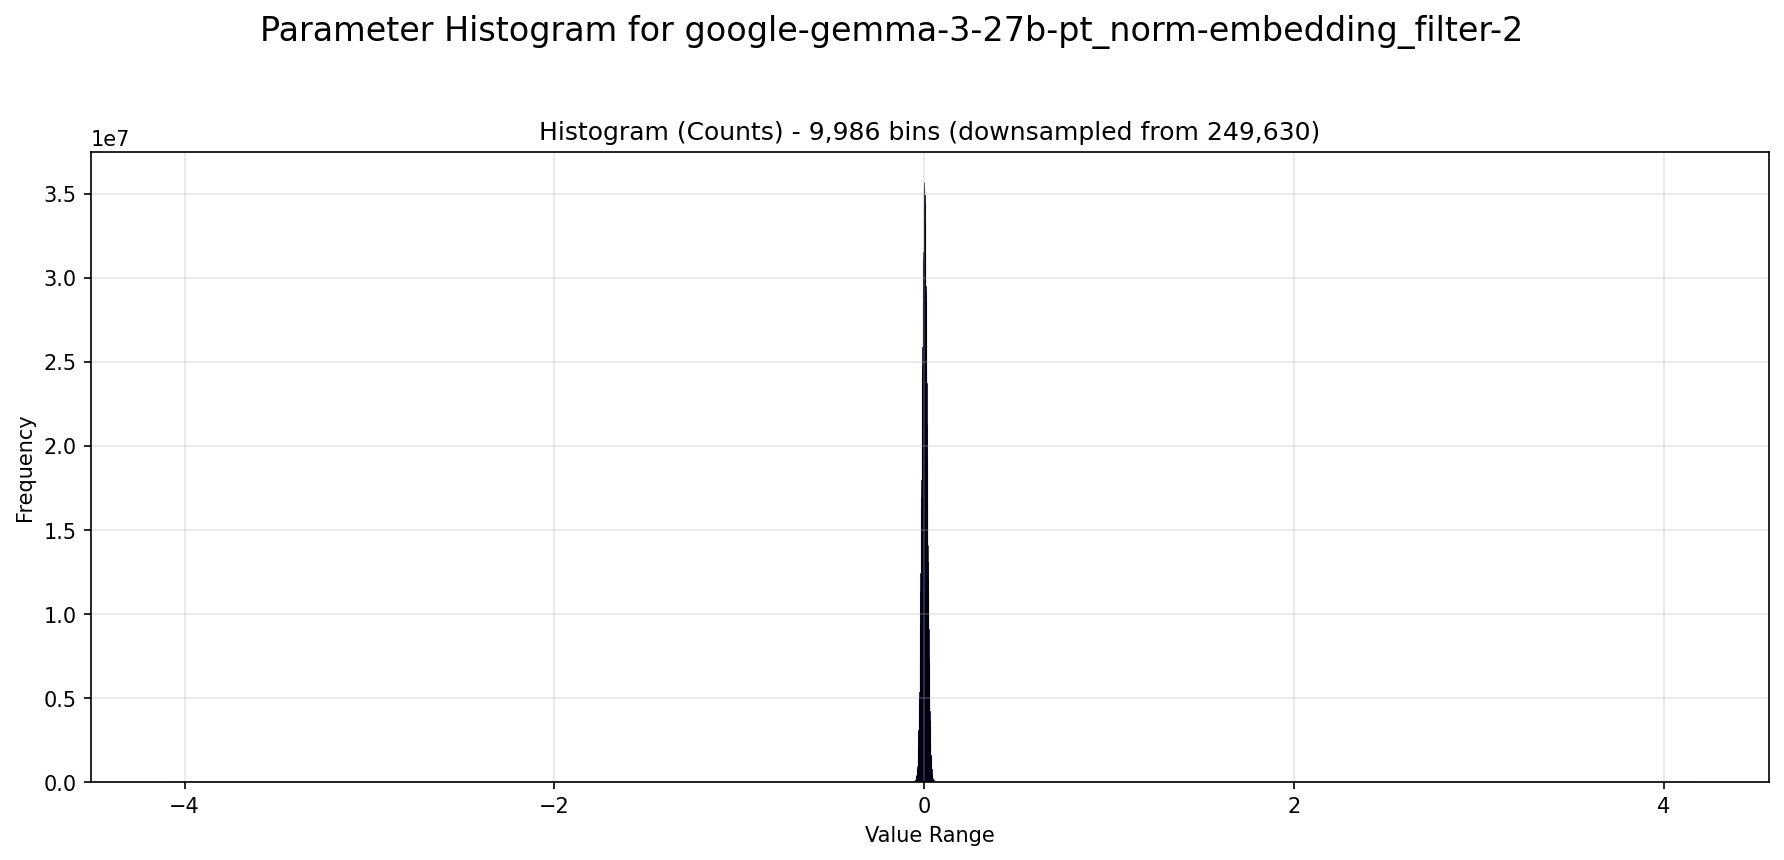 Parameter Histogram for google-gemma-3-27b-pt_norm-embedding_filter-2
Histogram (Counts) - 9,986 bins (downsampled from 249,630)
1e7
3.5
3.0
2.5
2.0
1.5
1.0
0.5
0.0
Frequency
−4
−2
0
2
4
Value Range